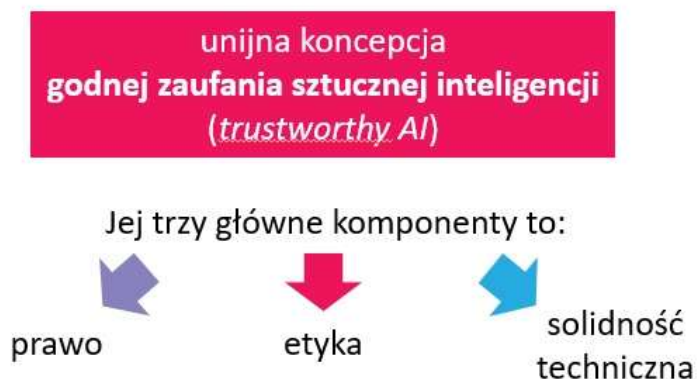 unijna koncepcja
godnej zaufania sztucznej inteligencji
(trustworthy AI)
Jej trzy główne komponenty to:
prawo
etyka
solidność
techniczna